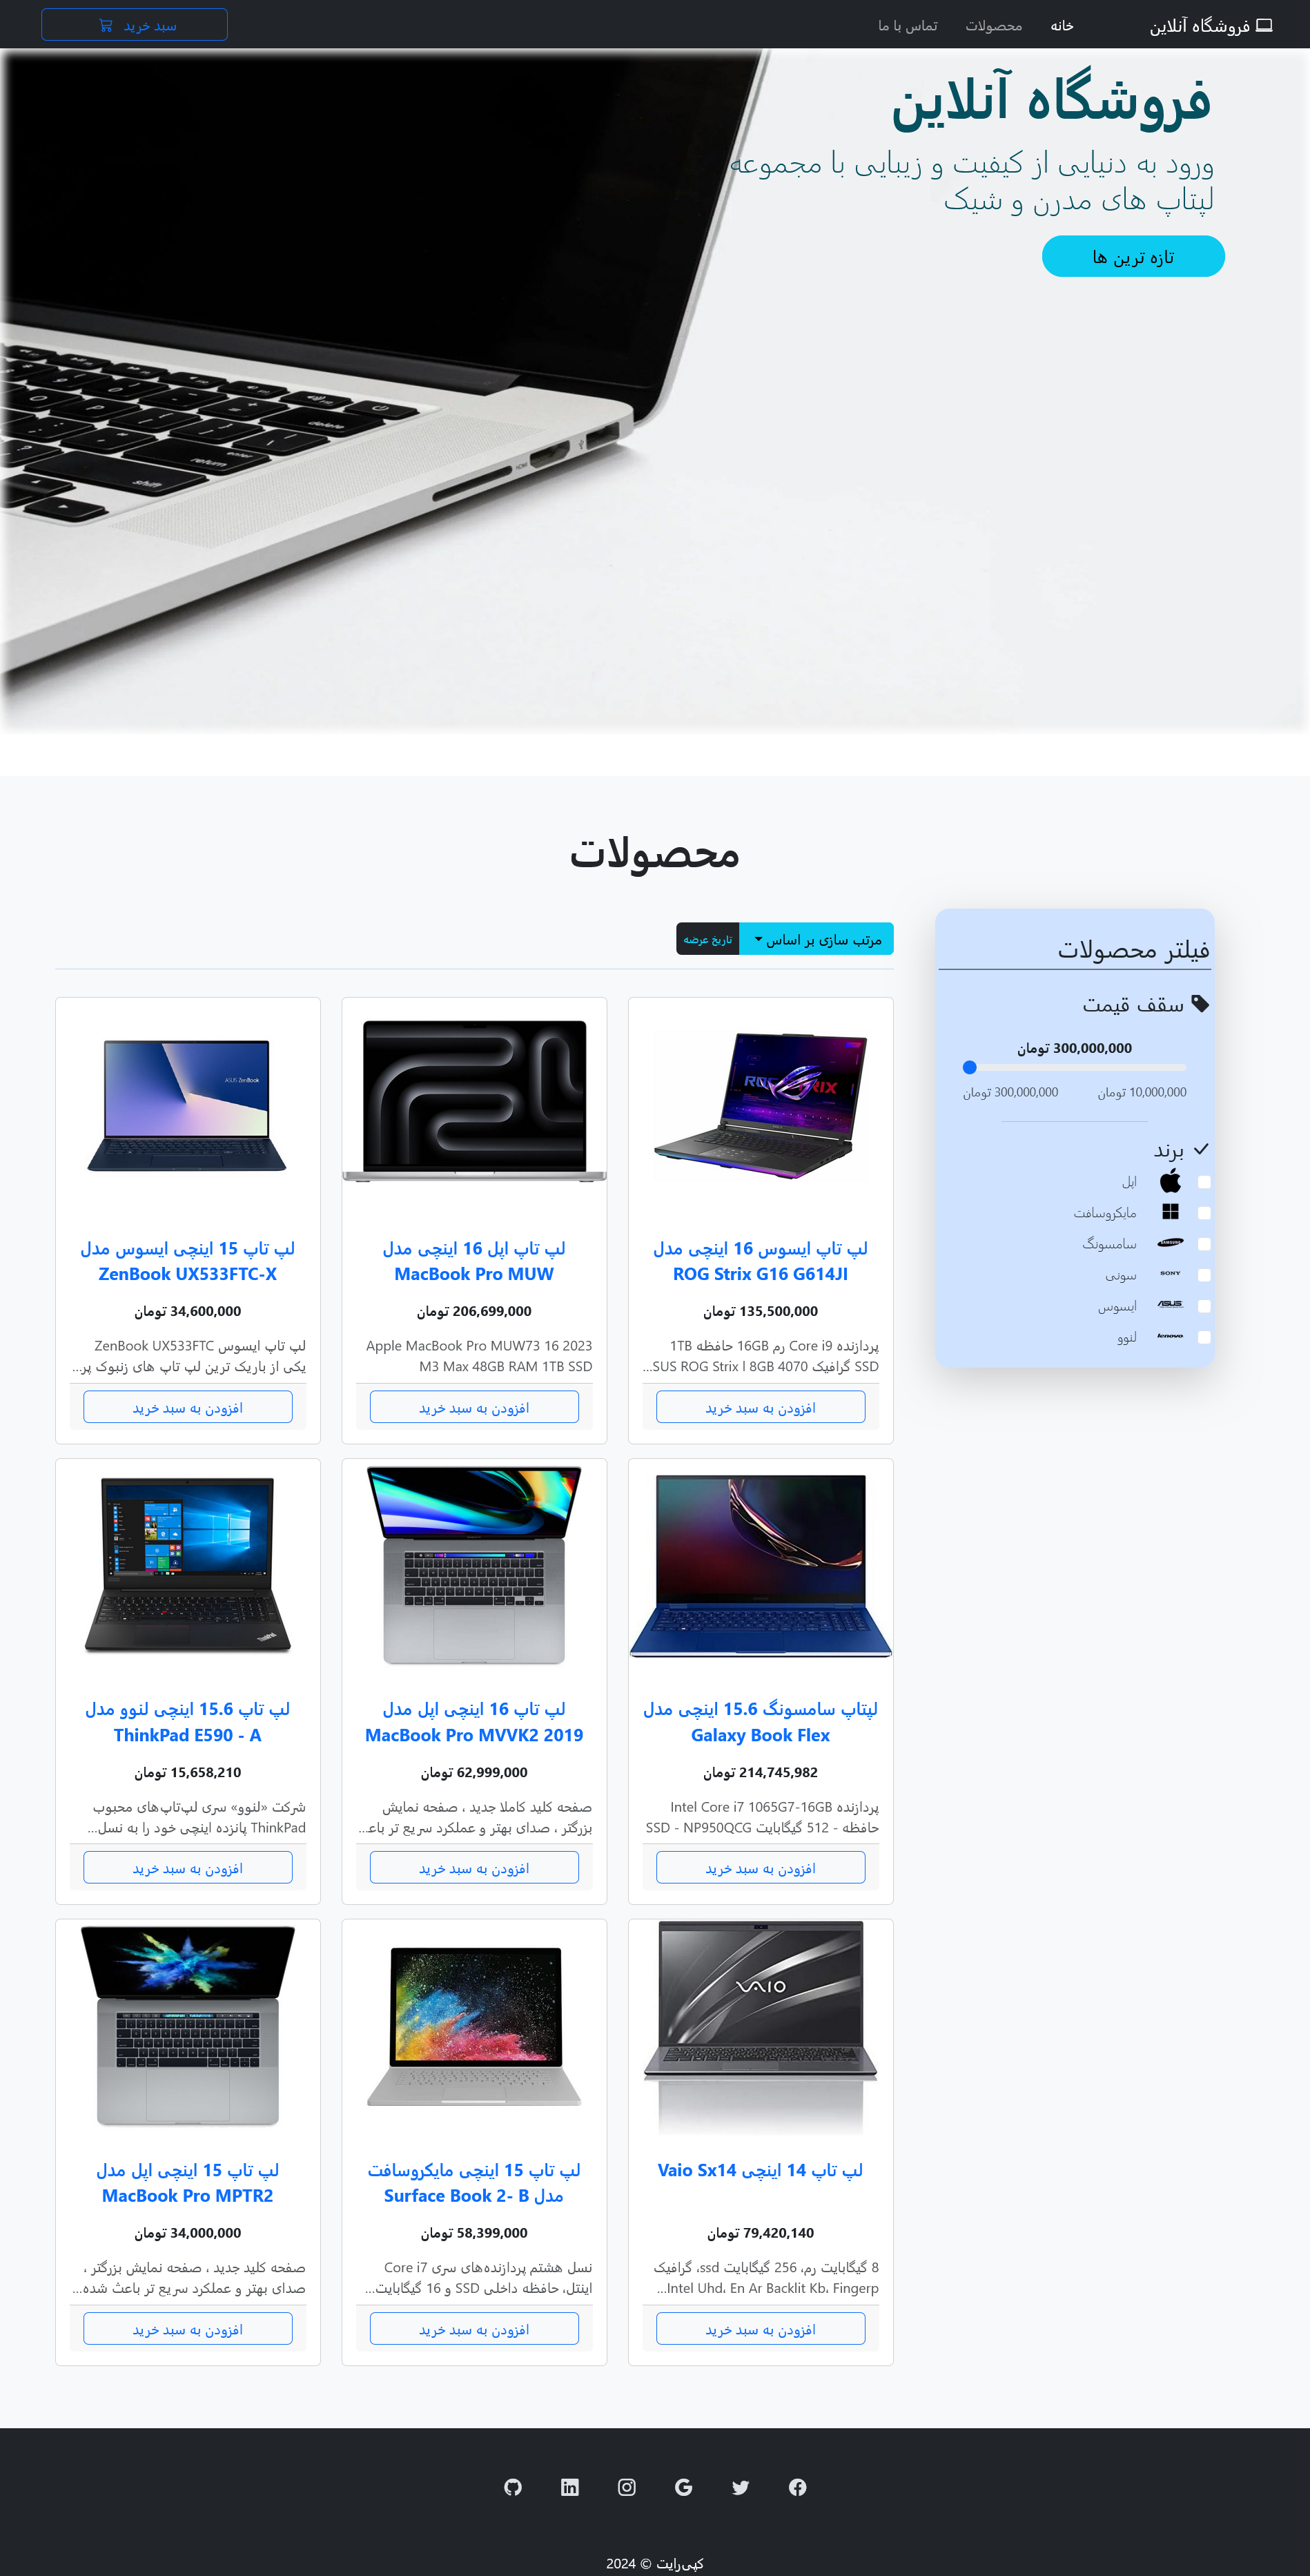 فروشگاه آنلاین
خانه
محصولات
تماس با ما
سبد خرید
فروشگاه آنلاین
ورود به دنیایی از کیفیت و زیبایی با مجموعه
لپتاپ های مدرن و شیک
تازه ترین ها
محصولات
فیلتر محصولات
سقف قیمت
300,000,000 تومان
10,000,000 تومان
300,000,000 تومان
برند
اپل
مایکروسافت
SAMSUNG سامسونگ
SONY سونی
ASUS ایسوس
lenovo لنوو
مرتب سازی بر اساس
تاریخ عرضه
لپ تاپ ایسوس 16 اینچی مدل
ROG Strix G16 G614JI
135,500,000 تومان
پردازنده Core i9 رم 16GB حافظه 1TB
SSD گرافیک 4070 8GB ا SUS ROG Strix...
افزودن به سبد خرید
لپ تاپ اپل 16 اینچی مدل
MacBook Pro MUW
206,699,000 تومان
Apple MacBook Pro MUW73 16 2023
M3 Max 48GB RAM 1TB SSD
افزودن به سبد خرید
ASUS ZenBook
لپ تاپ 15 اینچی ایسوس مدل
ZenBook UX533FTC-X
34,600,000 تومان
لپ تاپ ایسوس ZenBook UX533FTC
یکی از باریک ترین لپ تاپ های زنبوک پر...
افزودن به سبد خرید
لپتاپ سامسونگ 15.6 اینچی مدل
Galaxy Book Flex
214,745,982 تومان
پردازنده Intel Core i7 1065G7-16GB
حافظه - 512 گیگابایت SSD - NP950QCG
افزودن به سبد خرید
لپ تاپ 16 اینچی اپل مدل
MacBook Pro MVVK2 2019
62,999,000 تومان
صفحه کلید کاملا جدید ، صفحه نمایش
بزرگتر ، صدای بهتر و عملکرد سریع تر باعـ...
افزودن به سبد خرید
ThinkPad
لپ تاپ 15.6 اینچی لنوو مدل
ThinkPad E590 - A
15,658,210 تومان
شرکت «لنوو» سری لپ‌تاپ‌های محبوب
ThinkPad پانزده اینچی خود را به نسل...
افزودن به سبد خرید
VAIO
لپ تاپ 14 اینچی Vaio Sx14
79,420,140 تومان
8 گیگابایت رم، 256 گیگابایت ssd، گرافیک
Intel Uhd، En Ar Backlit Kb، Fingerp...
افزودن به سبد خرید
لپ تاپ 15 اینچی مایکروسافت
مدل Surface Book 2- B
58,399,000 تومان
نسل هشتم پردازنده‌های سری Core i7
اینتل، حافظه داخلی SSD و 16 گیگابایت...
افزودن به سبد خرید
لپ تاپ 15 اینچی اپل مدل
MacBook Pro MPTR2
34,000,000 تومان
صفحه کلید جدید ، صفحه نمایش بزرگتر ،
صدای بهتر و عملکرد سریع تر باعث شده...
افزودن به سبد خرید
کپی‌رایت © 2024